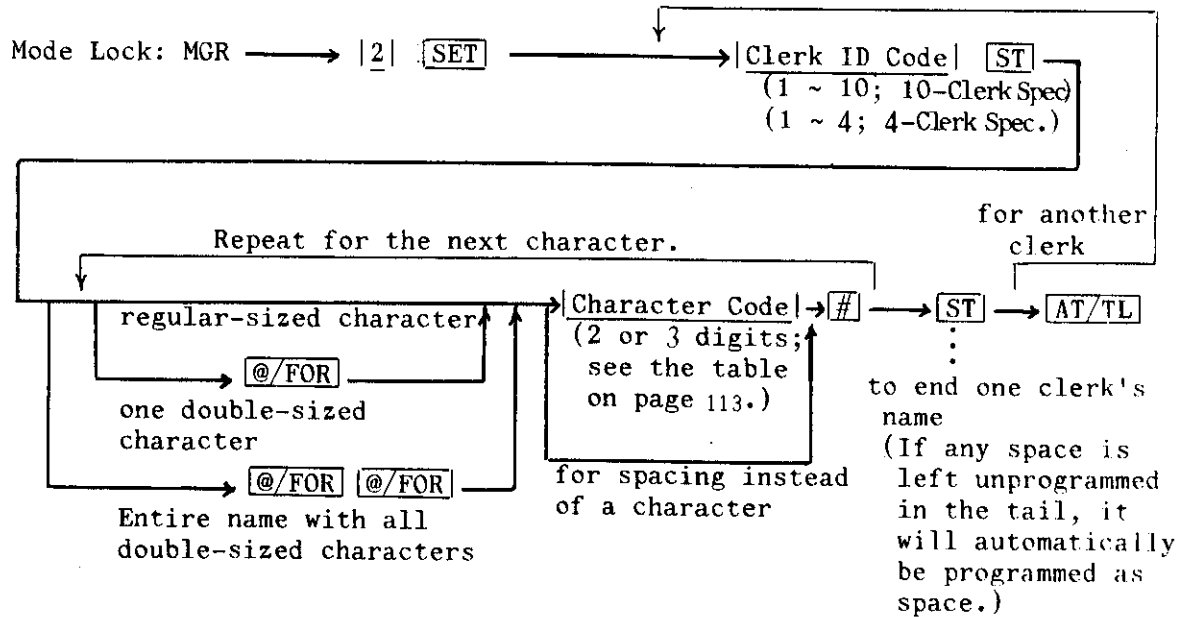 Mode Lock: MGR |2| SET |Clerk ID Code| ST
(1 ~ 10; 10-Clerk Spec)
(1 ~ 4; 4-Clerk Spec.)
for another
clerk
Repeat for the next character.
|Character Code| # ST AT/TL
regular-sized character
(2 or 3 digits;
see the table
on page 113.)
@/FOR
one double-sized
character
@/FOR @/FOR
Entire name with all
double-sized characters
for spacing instead
of a character
to end one clerk's
name
(If any space is
left unprogrammed
in the tail, it
will automatically
be programmed as
space.)